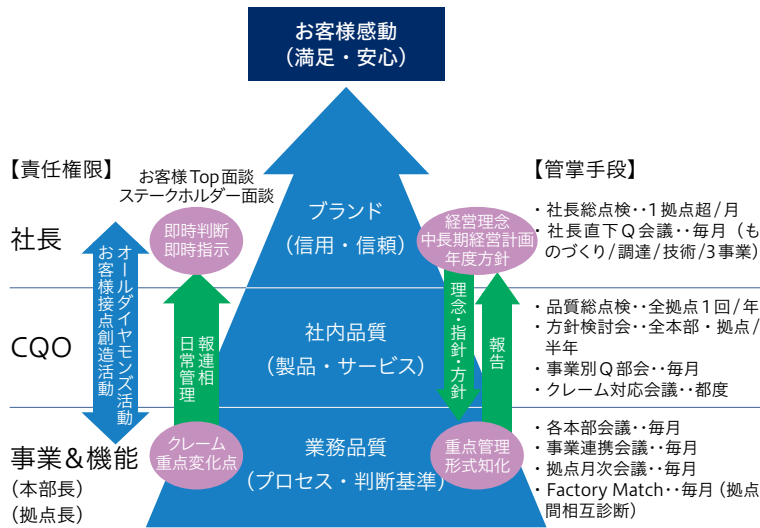 お客様感動
(満足・安心)
【責任権限】
お客様Top面談
ステークホルダー面談
【管掌手段】
社長
オールダイヤモンズ活動
お客様接点創造活動
即時判断
即時指示
ブランド
(信用・信頼)
経営理念
中長期経営計画
年度方針
・社長総点検‥1拠点超/月
・社長直下Q会議‥毎月(も
のづくり/調達/技術/3事業)
CQO
報連相
日常管理
社内品質
(製品・サービス)
理念・指針・方針
報告
・品質総点検‥全拠点1回/年
・方針検討会‥全本部・拠点/
半年
・事業別Q部会‥毎月
・クレーム対応会議‥都度
事業&機能
(本部長)
(拠点長)
クレーム
重点変化点
業務品質
(プロセス・判断基準)
重点管理
形式知化
・各本部会議‥毎月
・事業連携会議‥毎月
・拠点月次会議‥毎月
・Factory Match‥毎月(拠点
間相互診断)